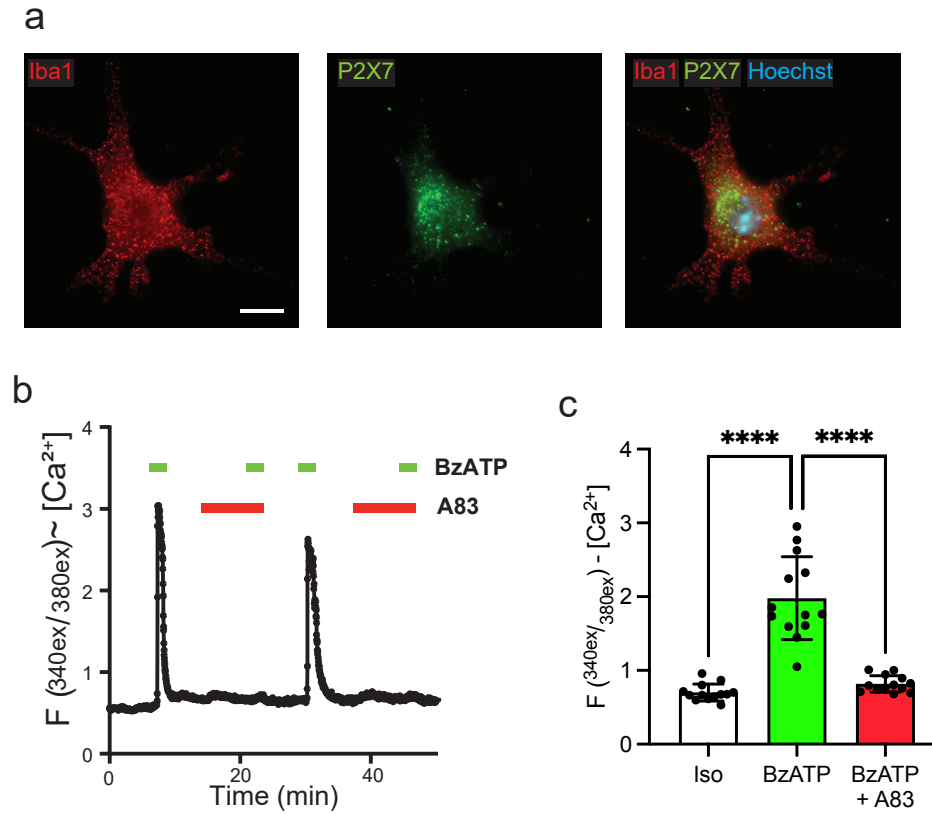 a
Iba1
P2X7
Iba1 P2X7 Hoechst
b
F (340ex/380ex)~ [Ca²⁺]
4
3
2
1
0
0
20
40
Time (min)
BzATP
A83
c
F (340ex/380ex) - [Ca²⁺]
4
3
2
1
0
**** ****
Iso
BzATP
BzATP
+ A83